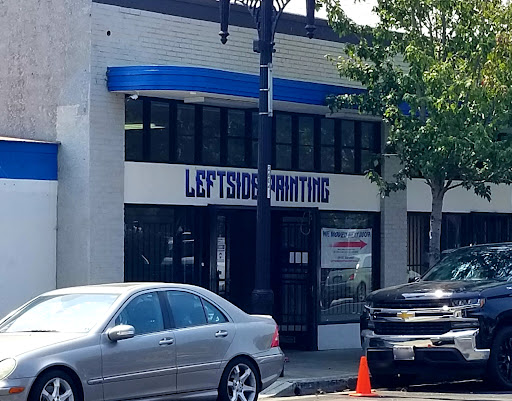 LEFTSIDE PRINTING
WE MOVED NEXT DOOR